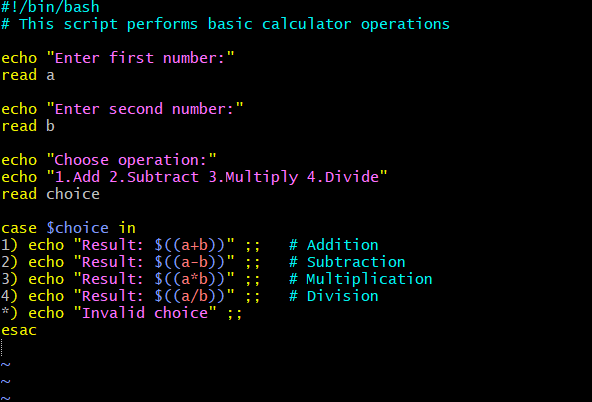 #!/bin/bash
# This script performs basic calculator operations

echo "Enter first number:"
read a

echo "Enter second number:"
read b

echo "Choose operation:"
echo "1.Add 2.Subtract 3.Multiply 4.Divide"
read choice

case $choice in
1) echo "Result: $((a+b))" ;;   # Addition
2) echo "Result: $((a-b))" ;;   # Subtraction
3) echo "Result: $((a*b))" ;;   # Multiplication
4) echo "Result: $((a/b))" ;;   # Division
*) echo "Invalid choice" ;;
esac

~
~
~